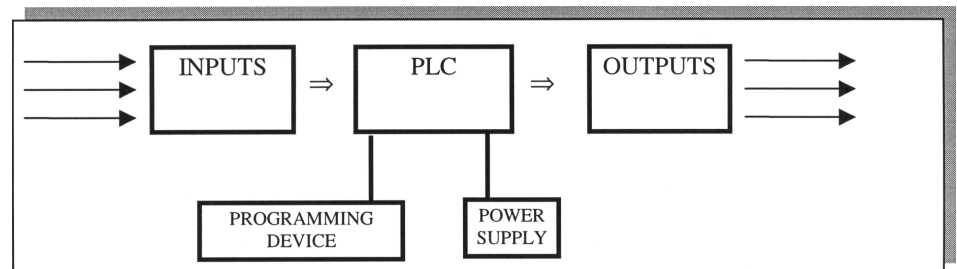 INPUTS
⇒
PLC
⇒
OUTPUTS
PROGRAMMING
DEVICE
POWER
SUPPLY